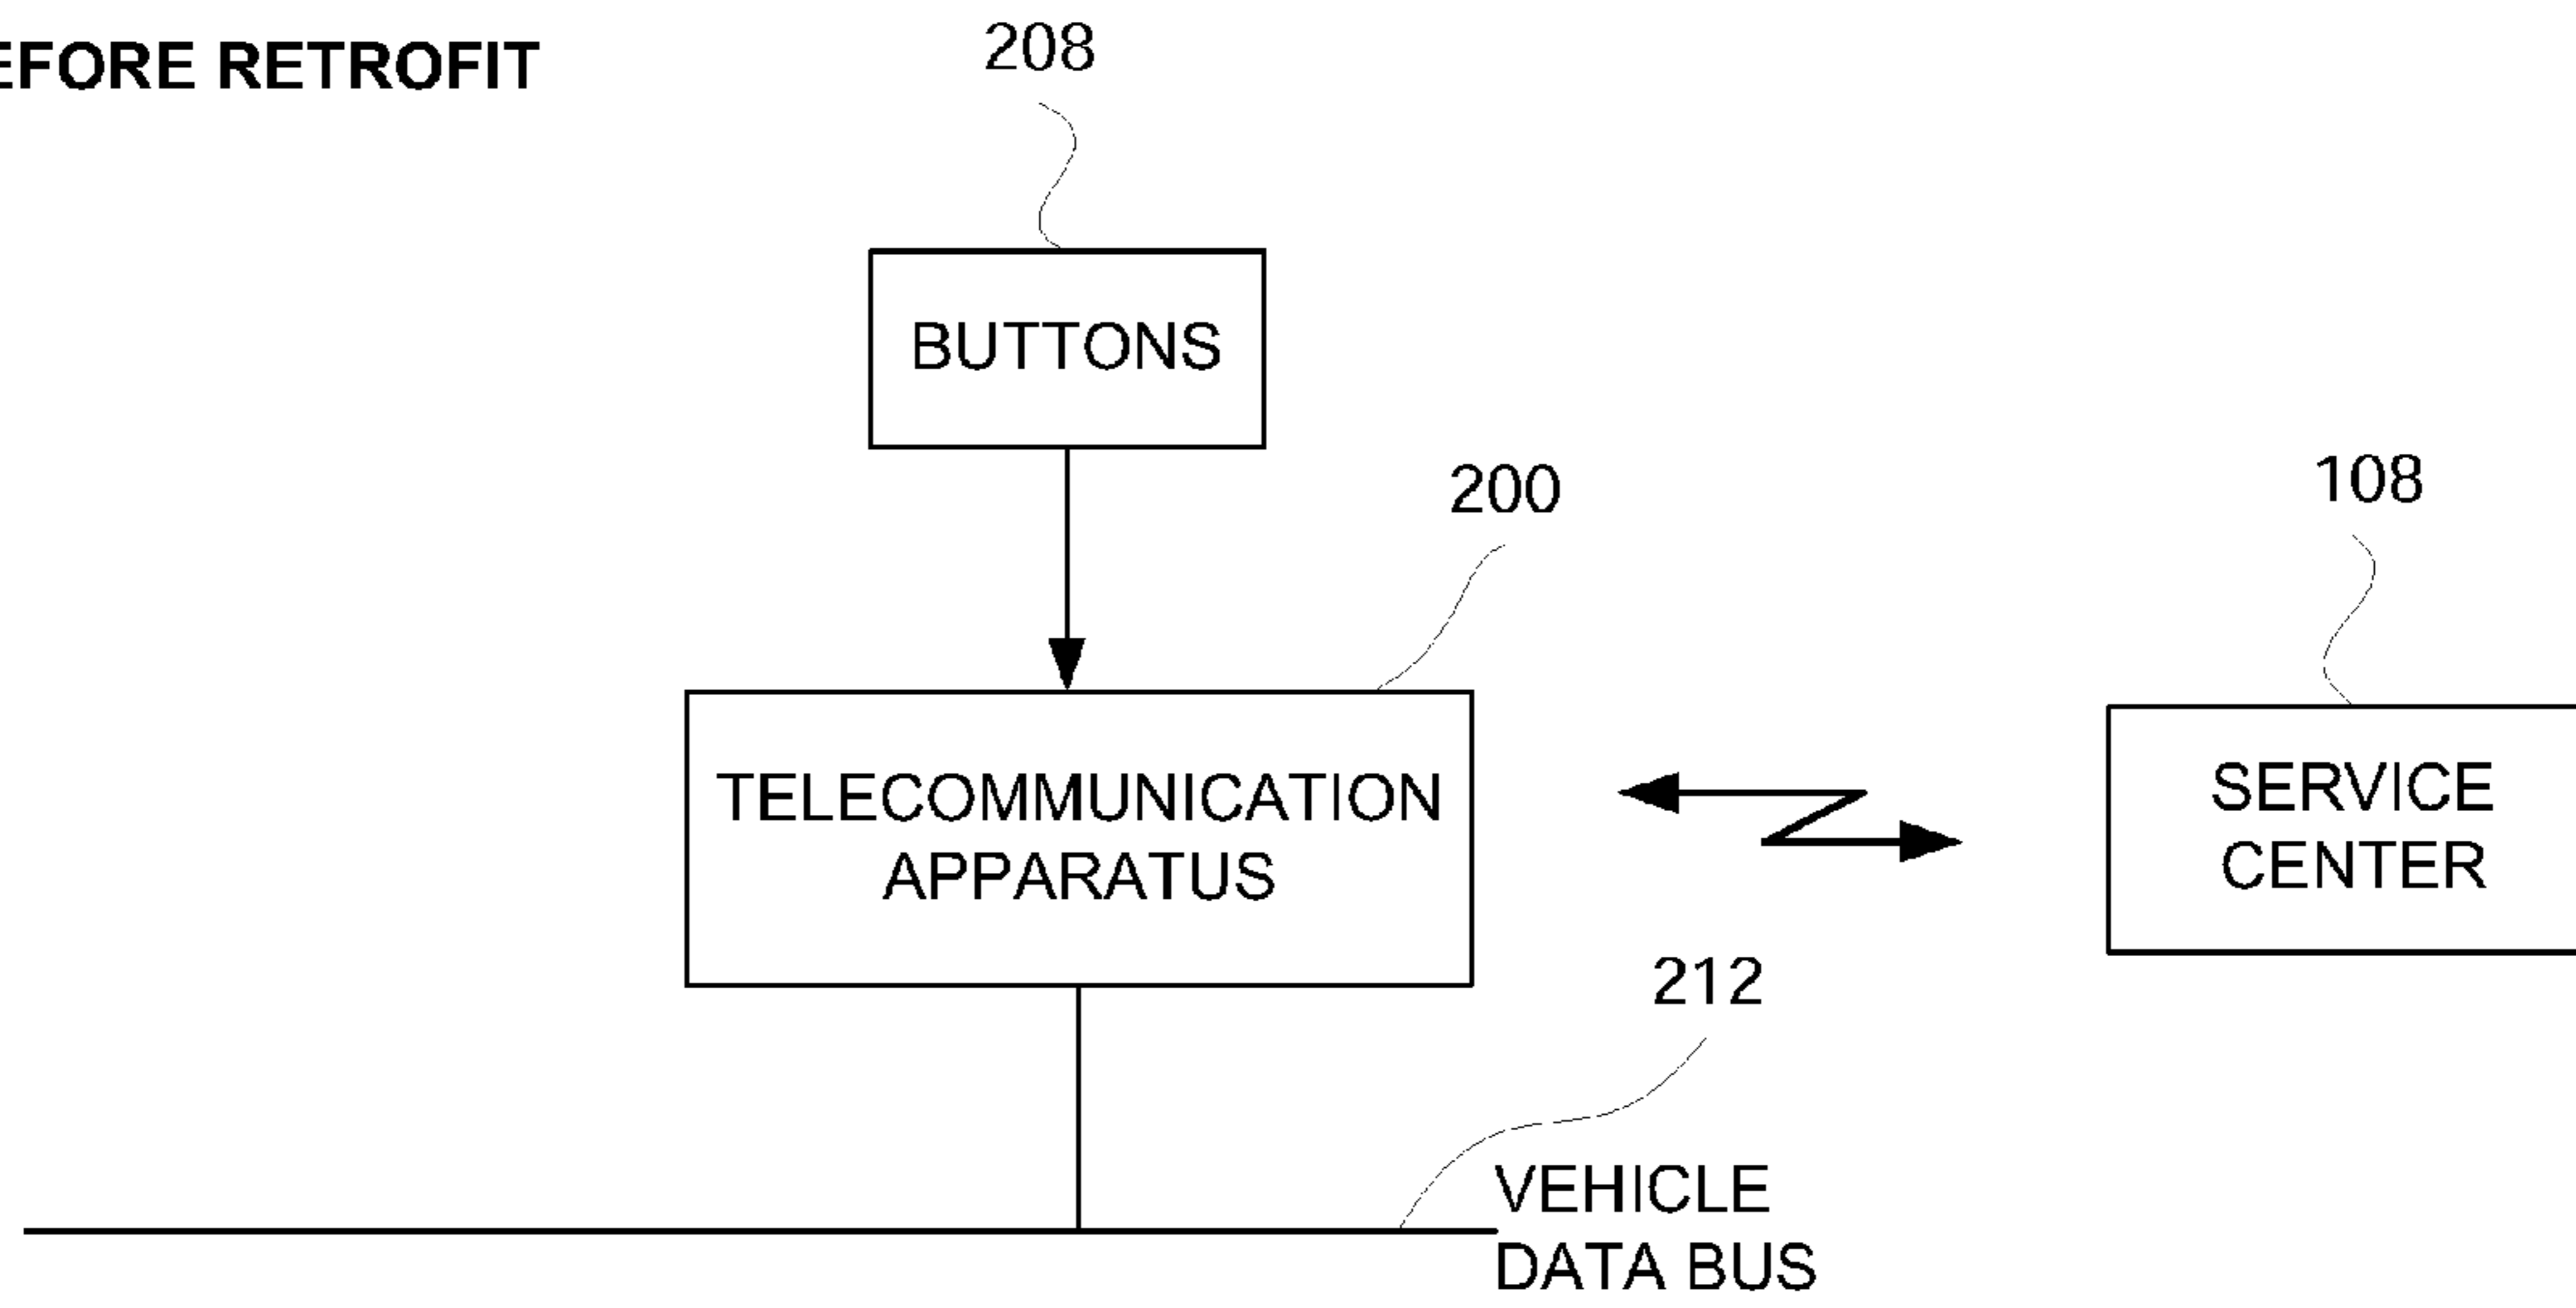 EFORE RETROFIT
208
BUTTONS
200
108
TELECOMMUNICATION
APPARATUS
SERVICE
CENTER
212
VEHICLE
DATA BUS